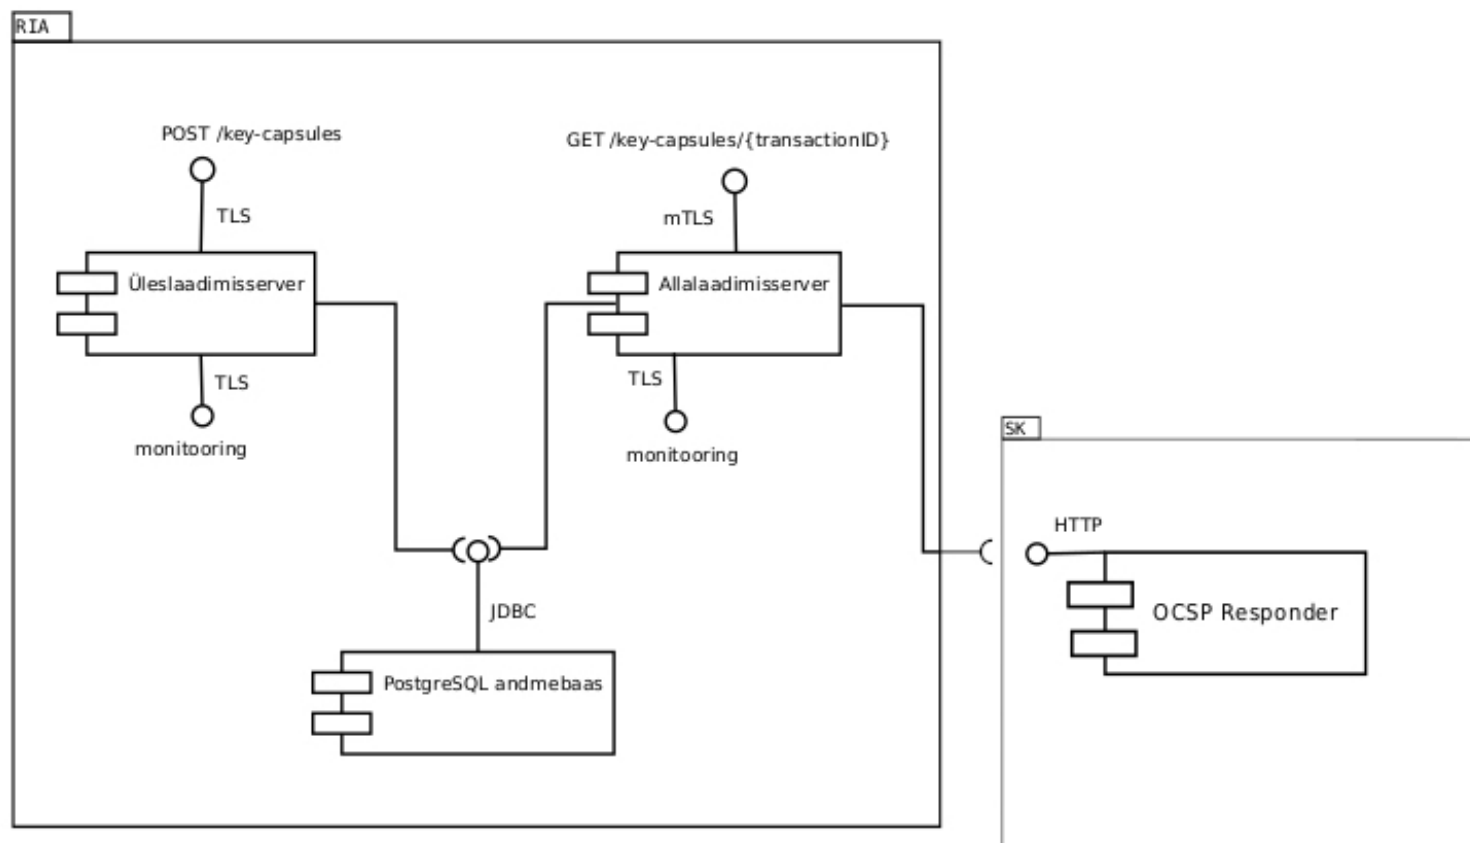 RIA
POST /key-capsules
GET /key-capsules/{transactionID}
TLS
mTLS
Üleslaadimisserver
Allalaadimisserver
TLS
TLS
monitooring
monitooring
SK
HTTP
OCSP Responder
JDBC
PostgreSQL andmebaas